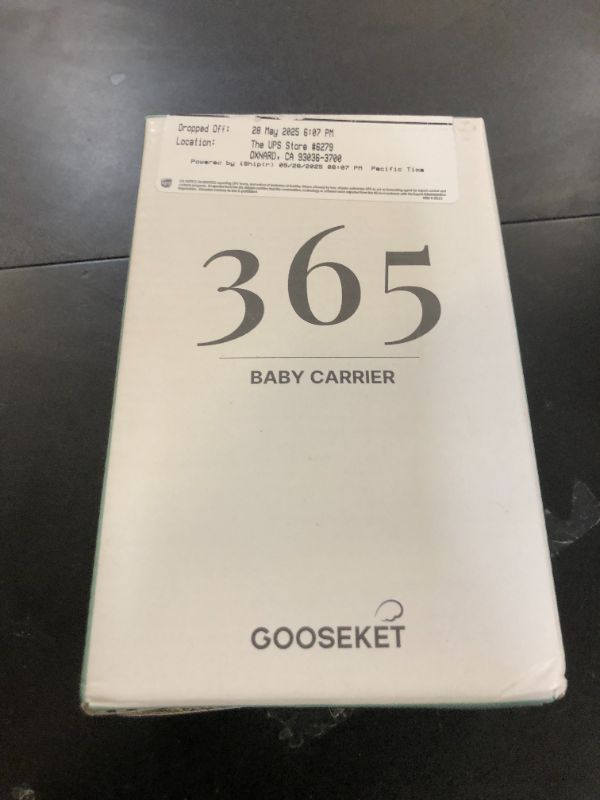 Dropped Off: 28 May 2025 6:07 PM
Location: The UPS Store #6279
OXNARD, CA 93036-3700
Powered by iShip(r) 05/28/2025 06:07 PM Pacific Time
365
BABY CARRIER
GOOSEKET